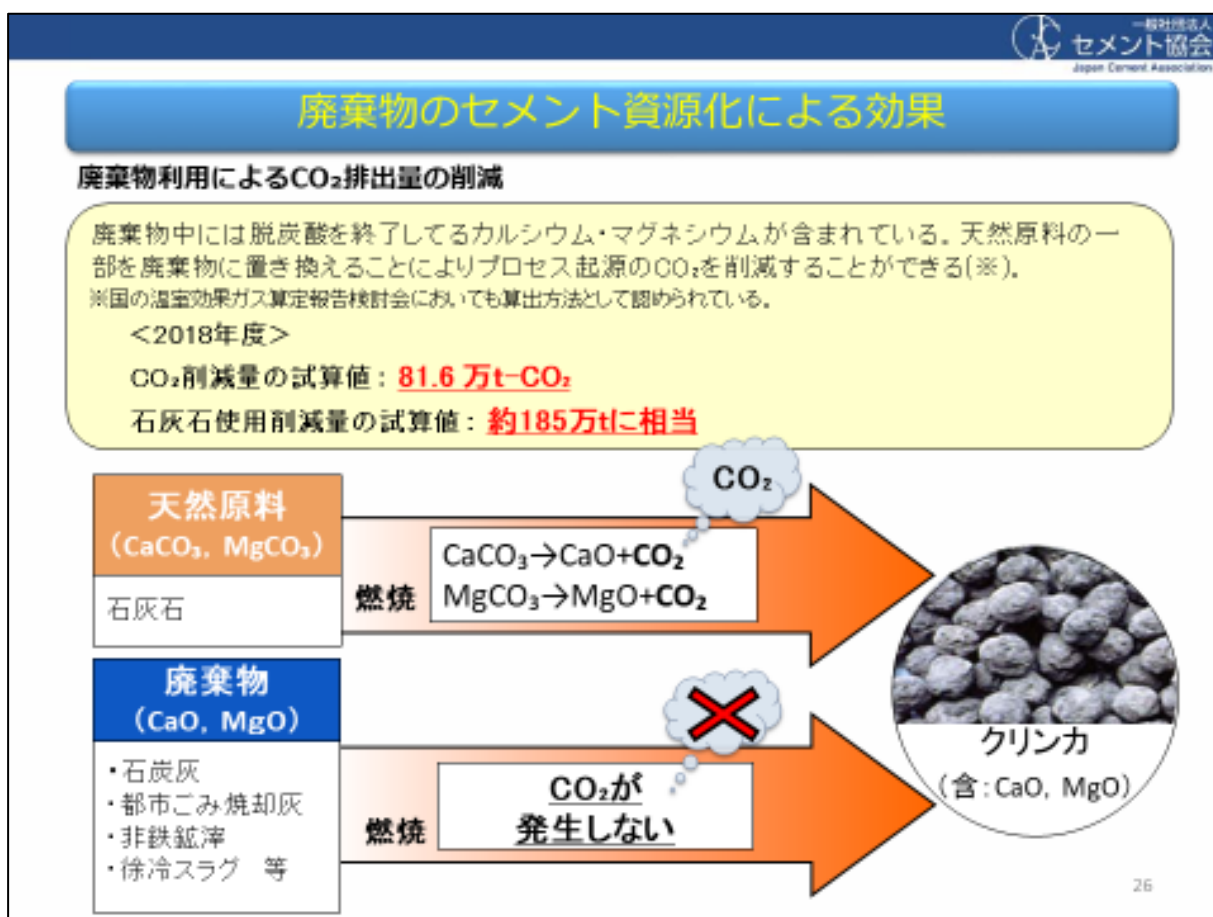 一般社団法人
セメント協会
Japan Cement Association
廃棄物のセメント資源化による効果
廃棄物利用によるCO₂排出量の削減
廃棄物中には脱炭酸を終了してるカルシウム・マグネシウムが含まれている。天然原料の一
部を廃棄物に置き換えることによりプロセス起源のCO₂を削減することができる(※)。
※国の温室効果ガス算定報告検討会においても算出方法として認められている。
<2018年度>
CO₂削減量の試算値：81.6 万t-CO₂
石灰石使用削減量の試算値：約185万tに相当
CO₂
天然原料
（CaCO₃, MgCO₃）
石灰石
燃焼
CaCO₃→CaO+CO₂
MgCO₃→MgO+CO₂
廃棄物
（CaO, MgO）
・石炭灰
・都市ごみ焼却灰
・非鉄鉱滓
・徐冷スラグ　等
燃焼
CO₂が
発生しない
クリンカ
（含：CaO, MgO）
26